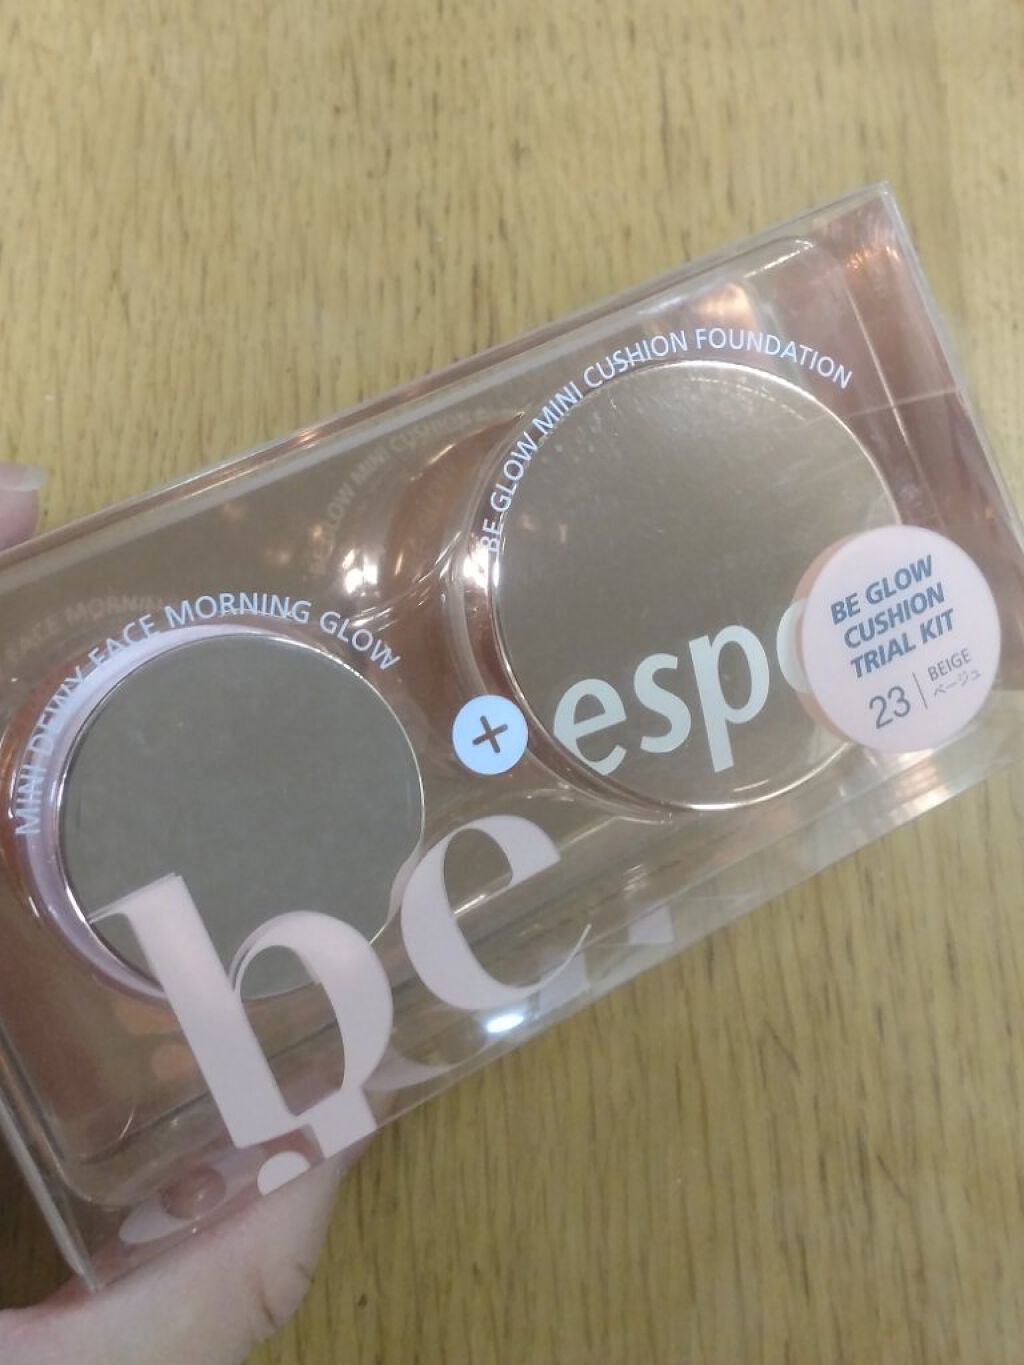 BE GLOW MINI CUSHION FOUNDATION
MINI DEWY FACE MORNING GLOW
+
esp
BE GLOW
CUSHION
TRIAL KIT
23 | BEIGE
ベージュ
be.